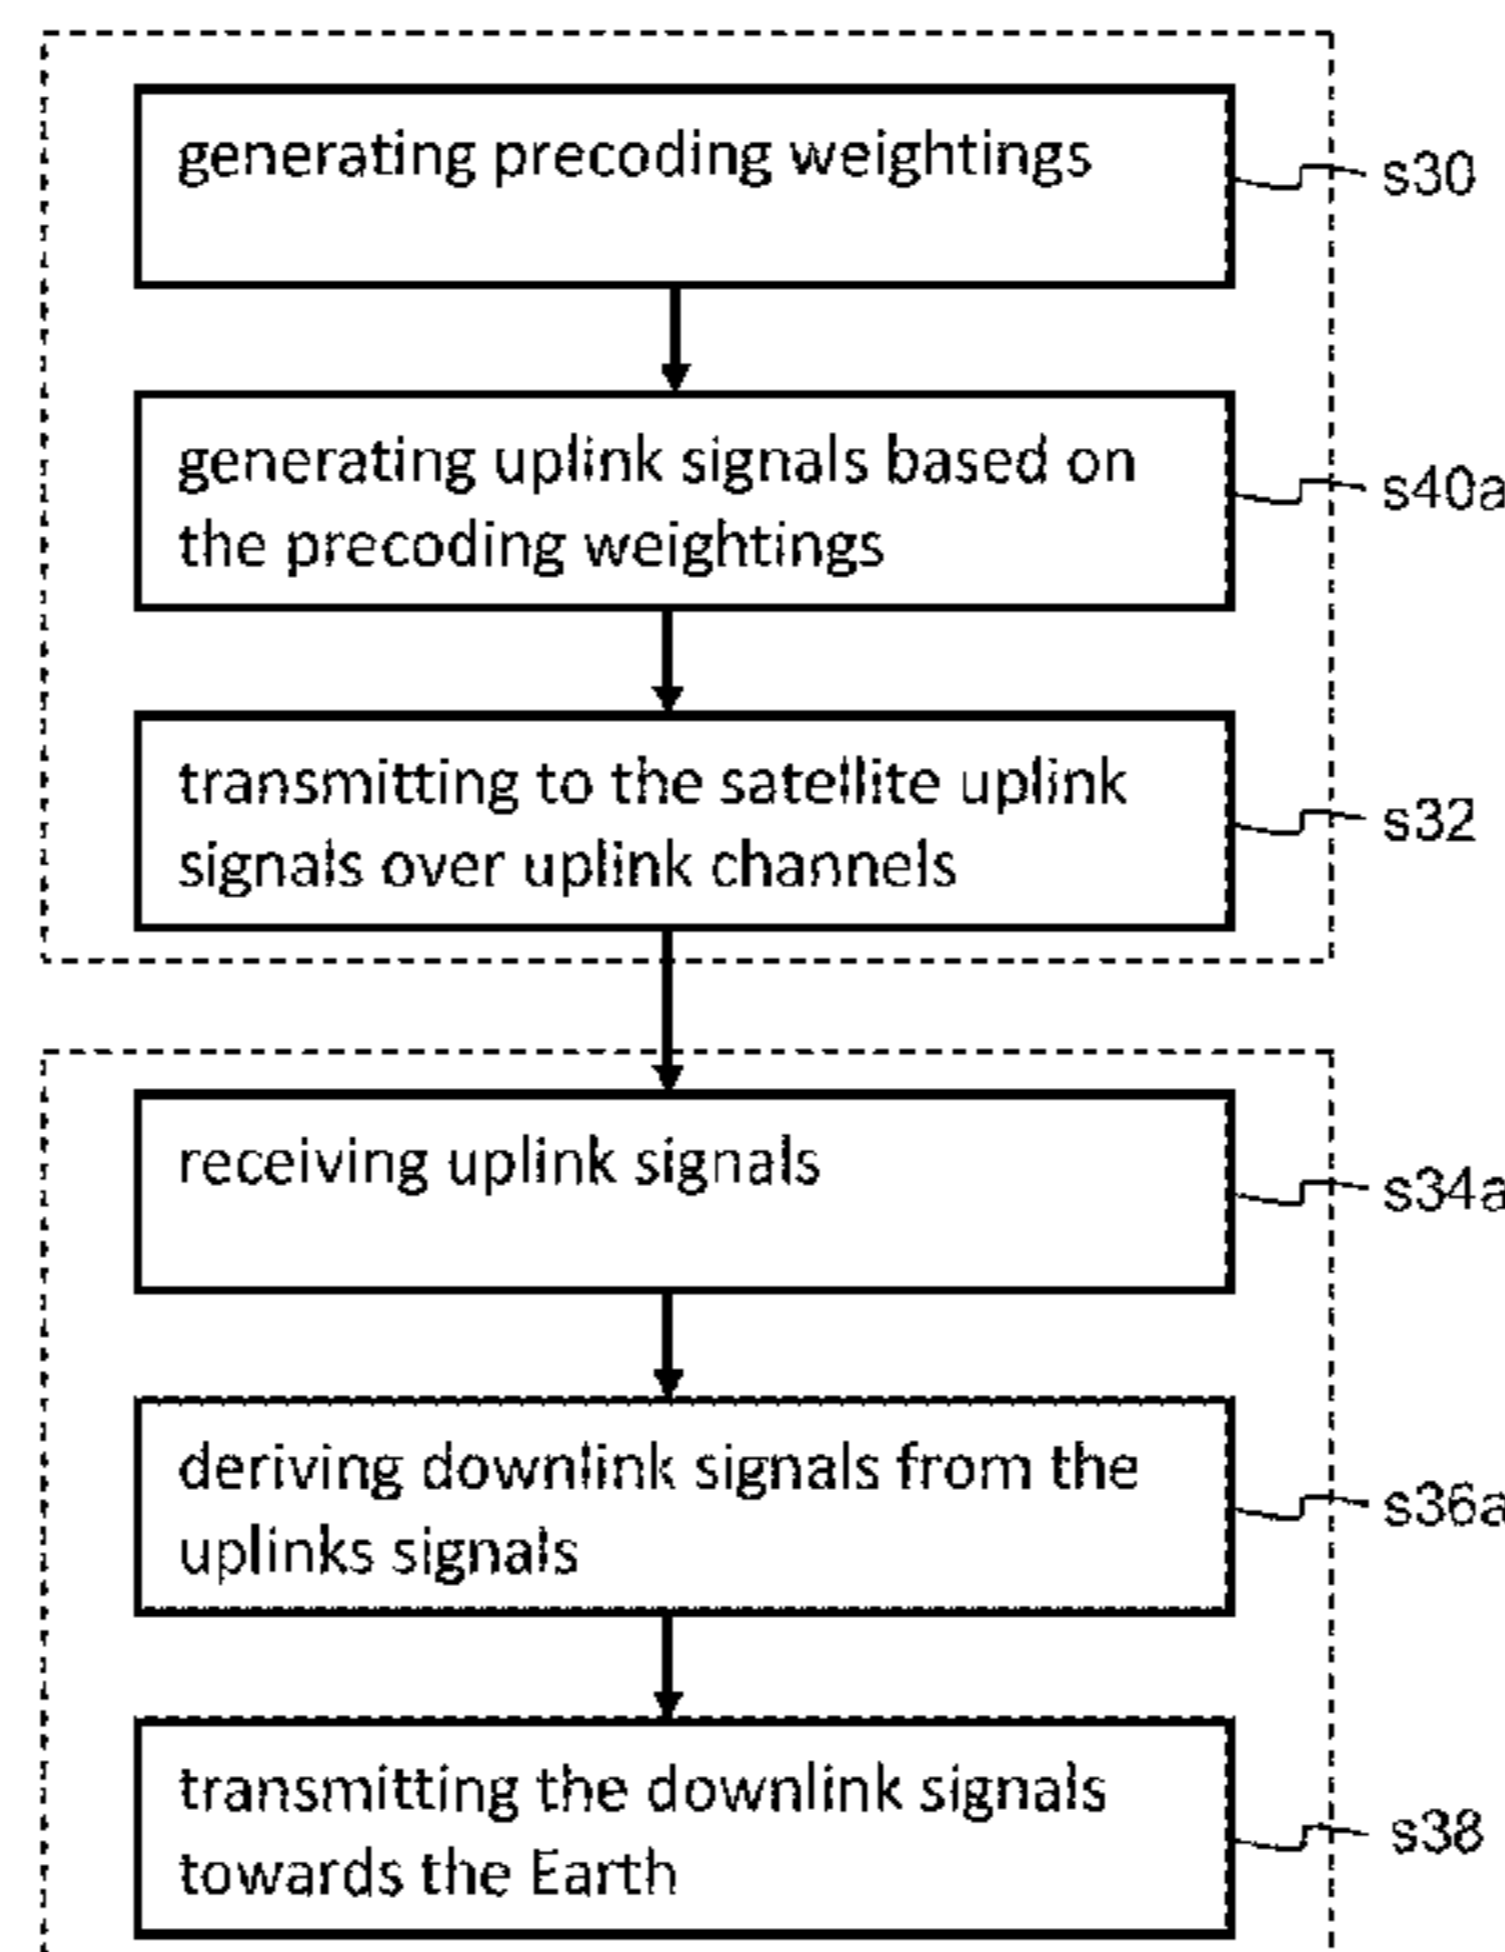 generating precoding weightings
s30
generating uplink signals based on
the precoding weightings
s40a
transmitting to the satellite uplink
signals over uplink channels
s32
receiving uplink signals
s34a
deriving downlink signals from the
uplinks signals
s36a
transmitting the downlink signals
towards the Earth
s38